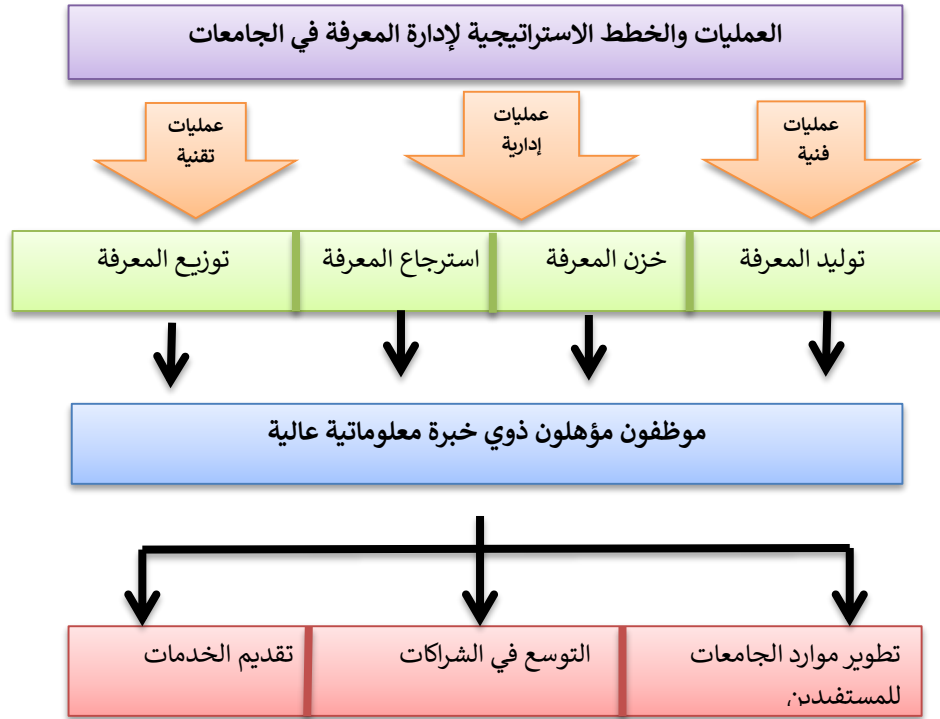 العمليات والخطط الاستراتيجية لإدارة المعرفة في الجامعات
عمليات
فنية
عمليات
إدارية
عمليات
تقنية
توليد المعرفة
خزن المعرفة
استرجاع المعرفة
توزيع المعرفة
موظفون مؤهلون ذوي خبرة معلوماتية عالية
تطوير موارد الجامعات
للمستفيدين
التوسع في الشراكات
تقديم الخدمات